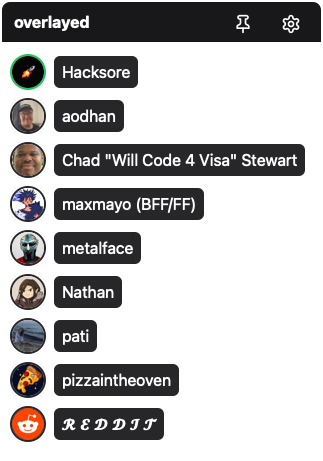 overlayed
Hacksore
aodhan
Chad "Will Code 4 Visa" Stewart
maxmayo (BFF/FF)
metalface
Nathan
pati
pizzaintheoven
𝓡 𝓔 𝓓 𝓓 𝓘 𝓣